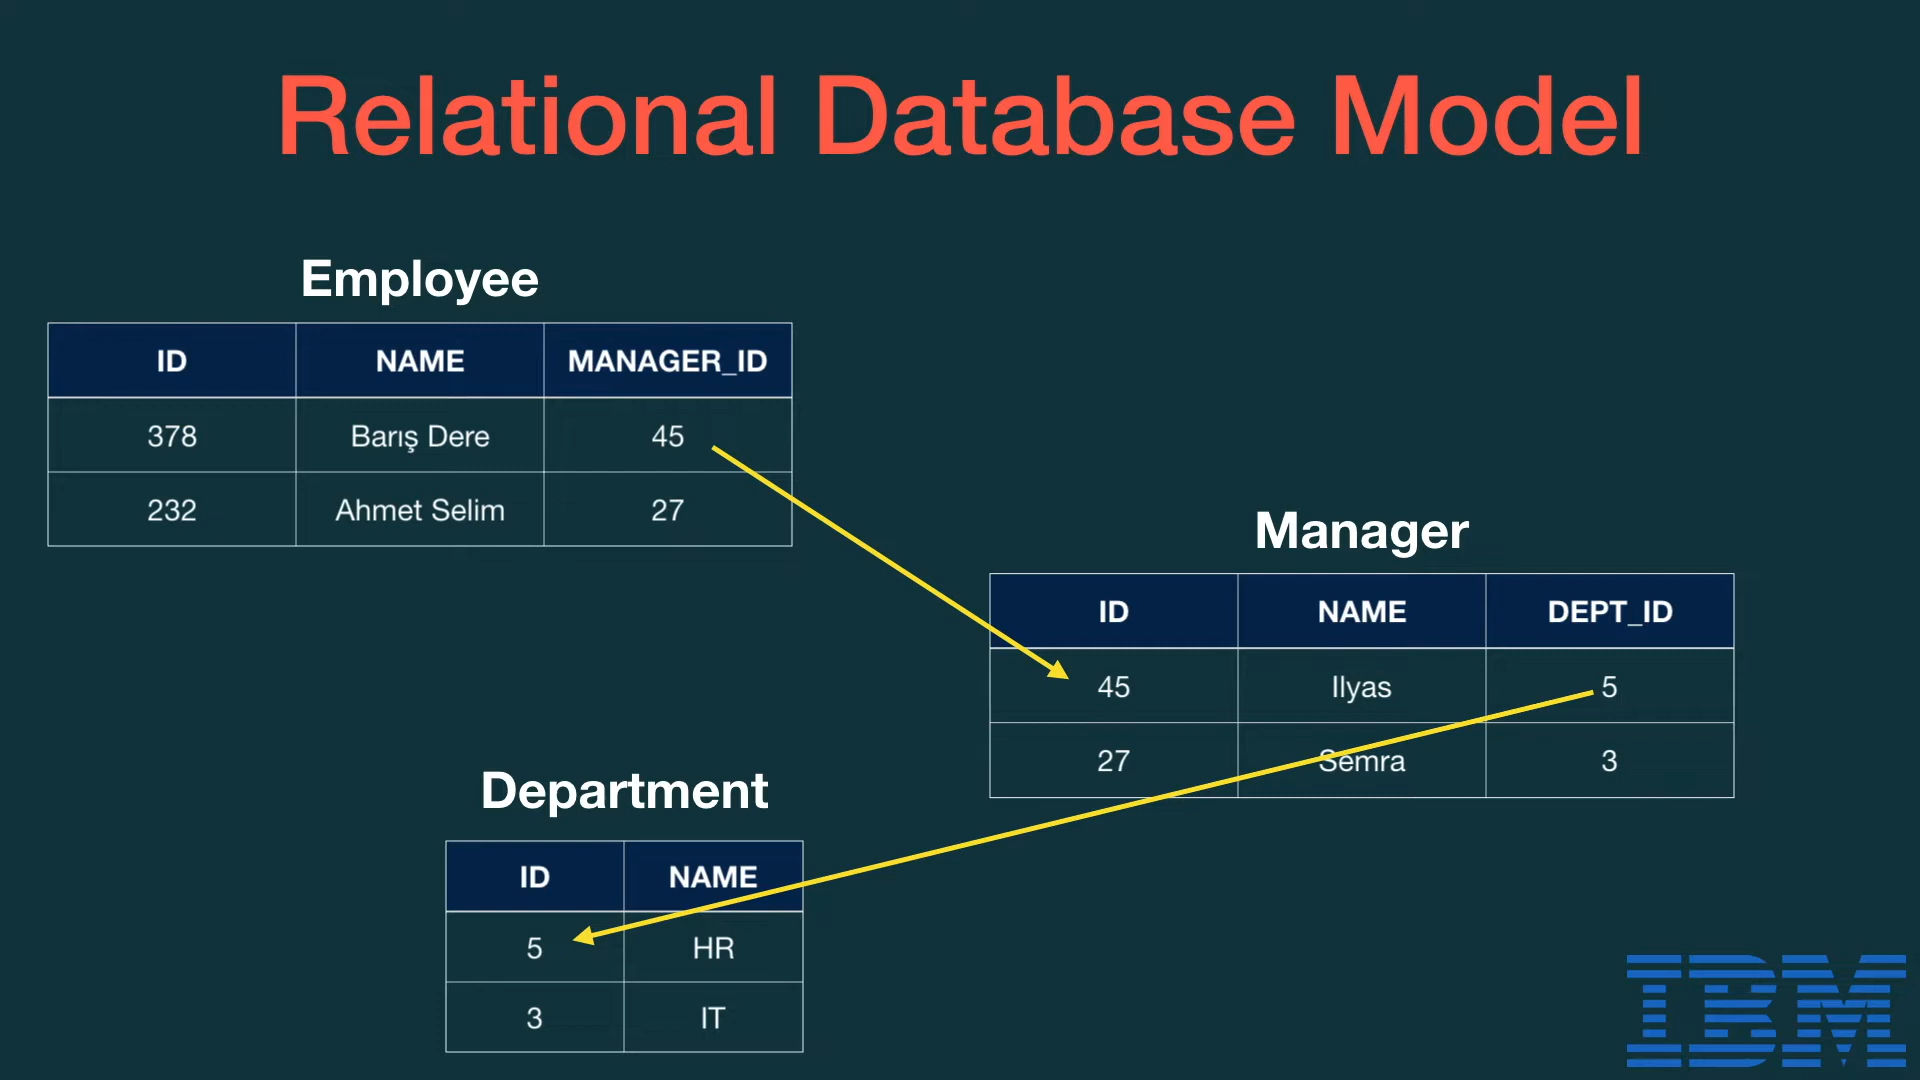 Relational Database Model
Employee
ID NAME MANAGER_ID
378 Barış Dere 45
232 Ahmet Selim 27
Manager
ID NAME DEPT_ID
45 Ilyas 5
27 Semra 3
Department
ID NAME
5 HR
3 IT
IBM